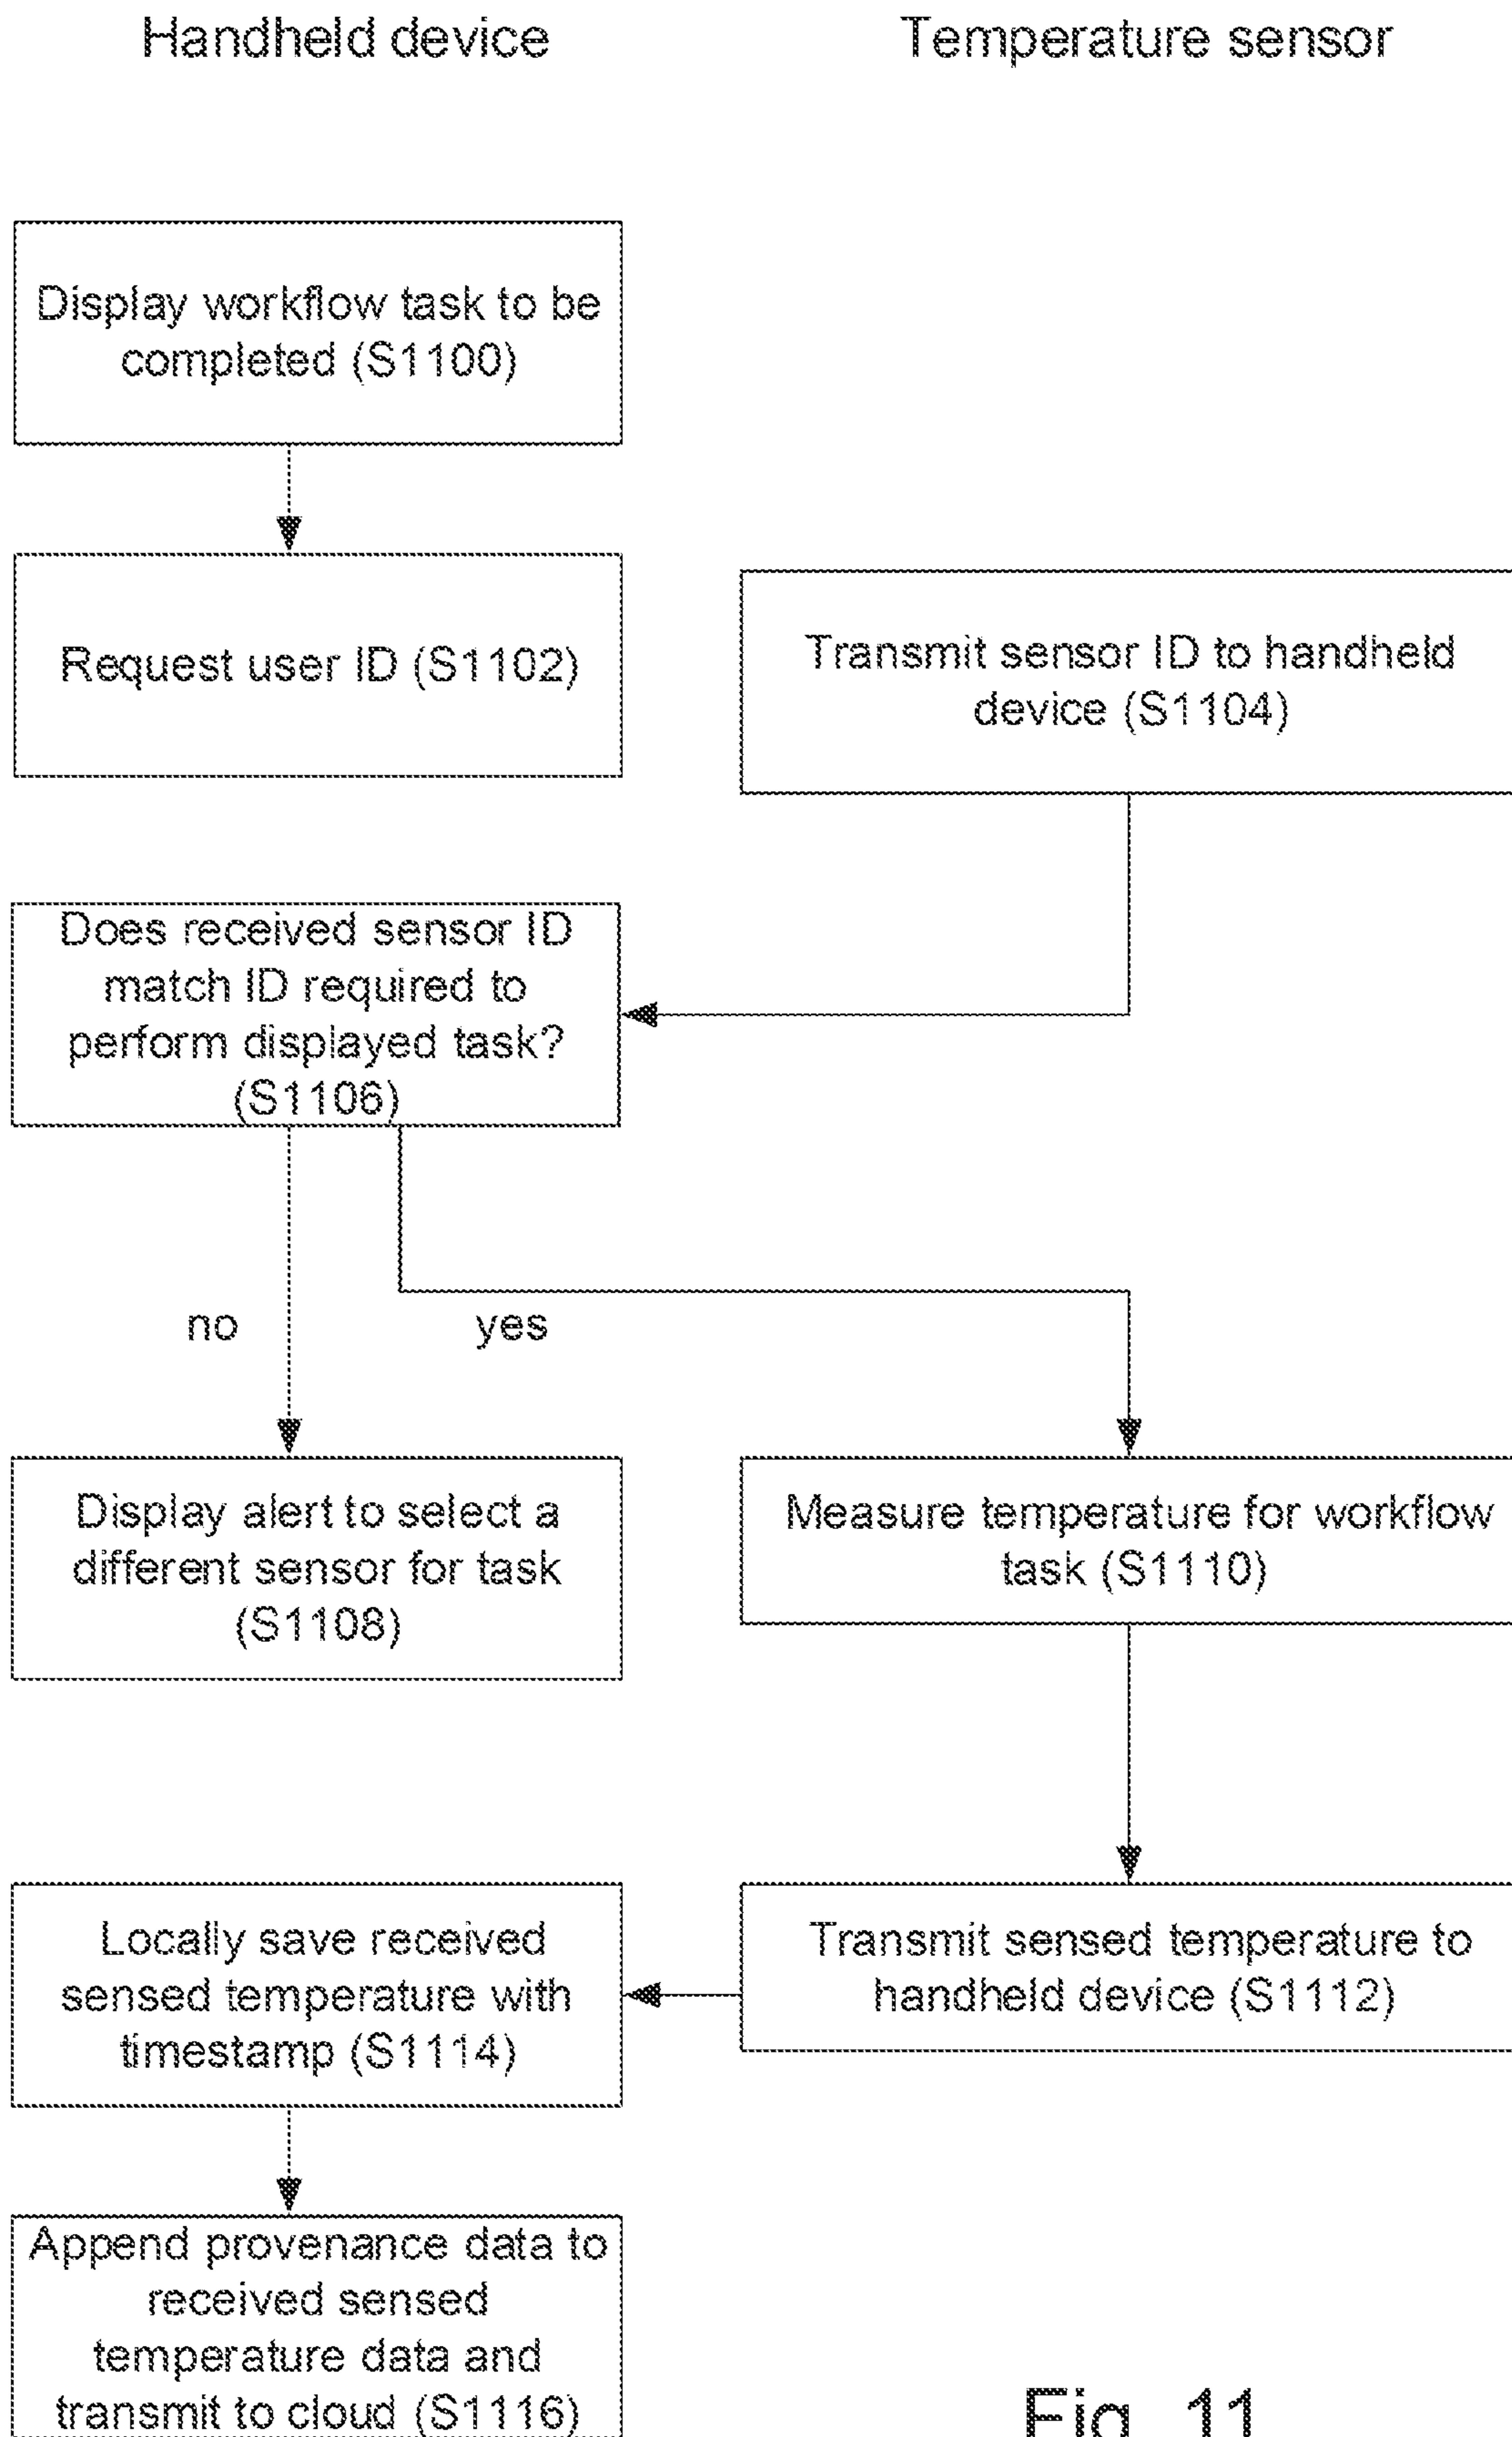 Handheld device
Temperature sensor
Display workflow task to be
completed (S1100)
Request user ID (S1102)
Transmit sensor ID to handheld
device (S1104)
Does received sensor ID
match ID required to
perform displayed task?
(S1106)
no
yes
Display alert to select a
different sensor for task
(S1108)
Measure temperature for workflow
task (S1110)
Locally save received
sensed temperature with
timestamp (S1114)
Transmit sensed temperature to
handheld device (S1112)
Append provenance data to
received sensed
temperature data and
transmit to cloud (S1116)
Fig. 11